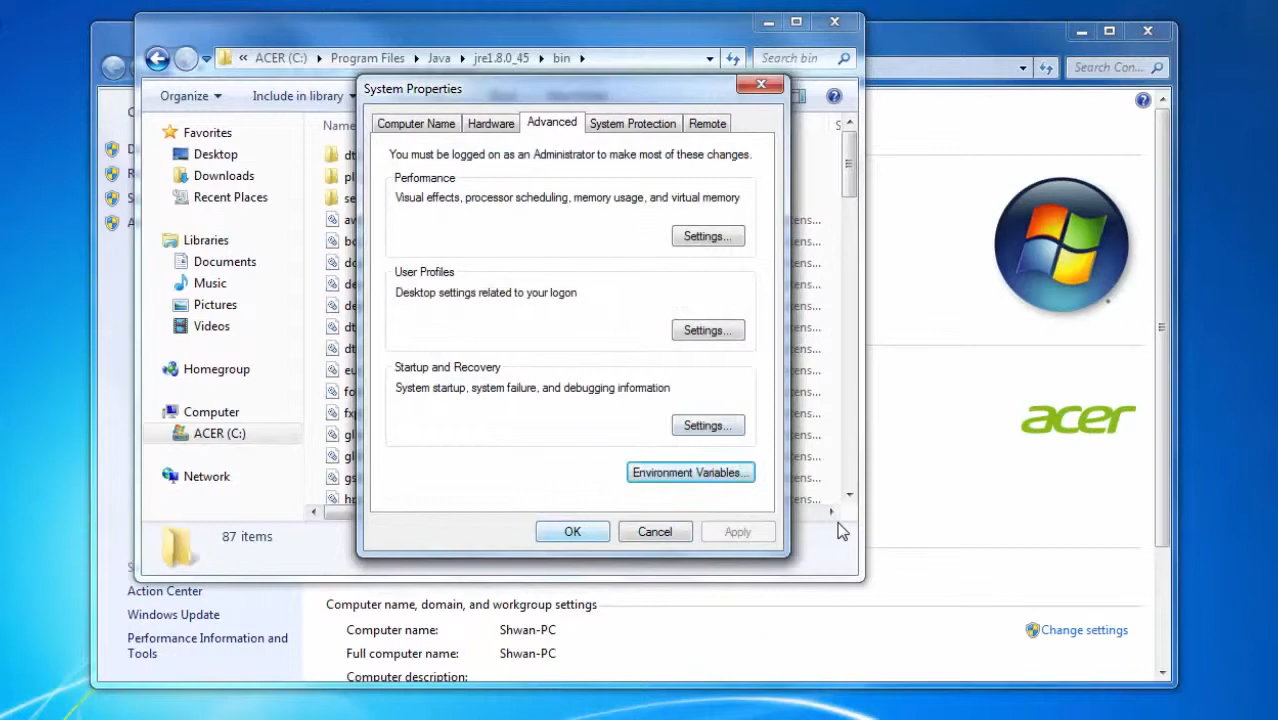 « ACER (C:) ▸ Program Files ▸ Java ▸ jre1.8.0_45 ▸ bin ▸
Search bin
Search Con...
System Properties
Organize
Include in library
Computer Name
Hardware
Advanced
System Protection
Remote
You must be logged on as an Administrator to make most of these changes.
Performance
Visual effects, processor scheduling, memory usage, and virtual memory
Settings...
User Profiles
Desktop settings related to your logon
Settings...
Startup and Recovery
System startup, system failure, and debugging information
Settings...
Environment Variables...
OK
Cancel
Apply
Favorites
Desktop
Downloads
Recent Places
Libraries
Documents
Music
Pictures
Videos
Homegroup
Computer
ACER (C:)
Network
87 items
acer
Action Center
Windows Update
Performance Information and
Tools
Computer name, domain, and workgroup settings
Computer name: Shwan-PC
Change settings
Full computer name: Shwan-PC
Computer description: